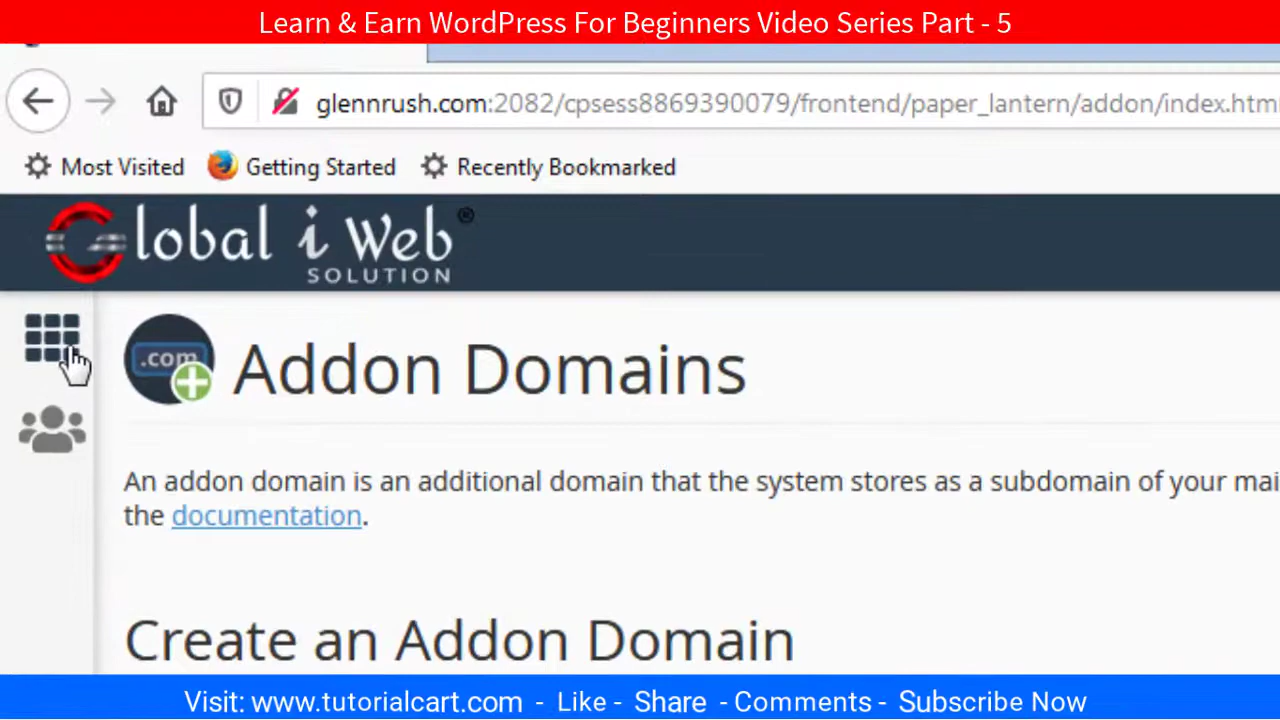 Learn & Earn WordPress For Beginners Video Series Part - 5
glennrush.com:2082/cpsess8869390079/frontend/paper_lantern/addon/index.htm
Most Visited Getting Started Recently Bookmarked
Global i Web ®
SOLUTION
.com
Addon Domains
An addon domain is an additional domain that the system stores as a subdomain of your mai
the documentation.
Create an Addon Domain
Visit: www.tutorialcart.com - Like - Share - Comments - Subscribe Now